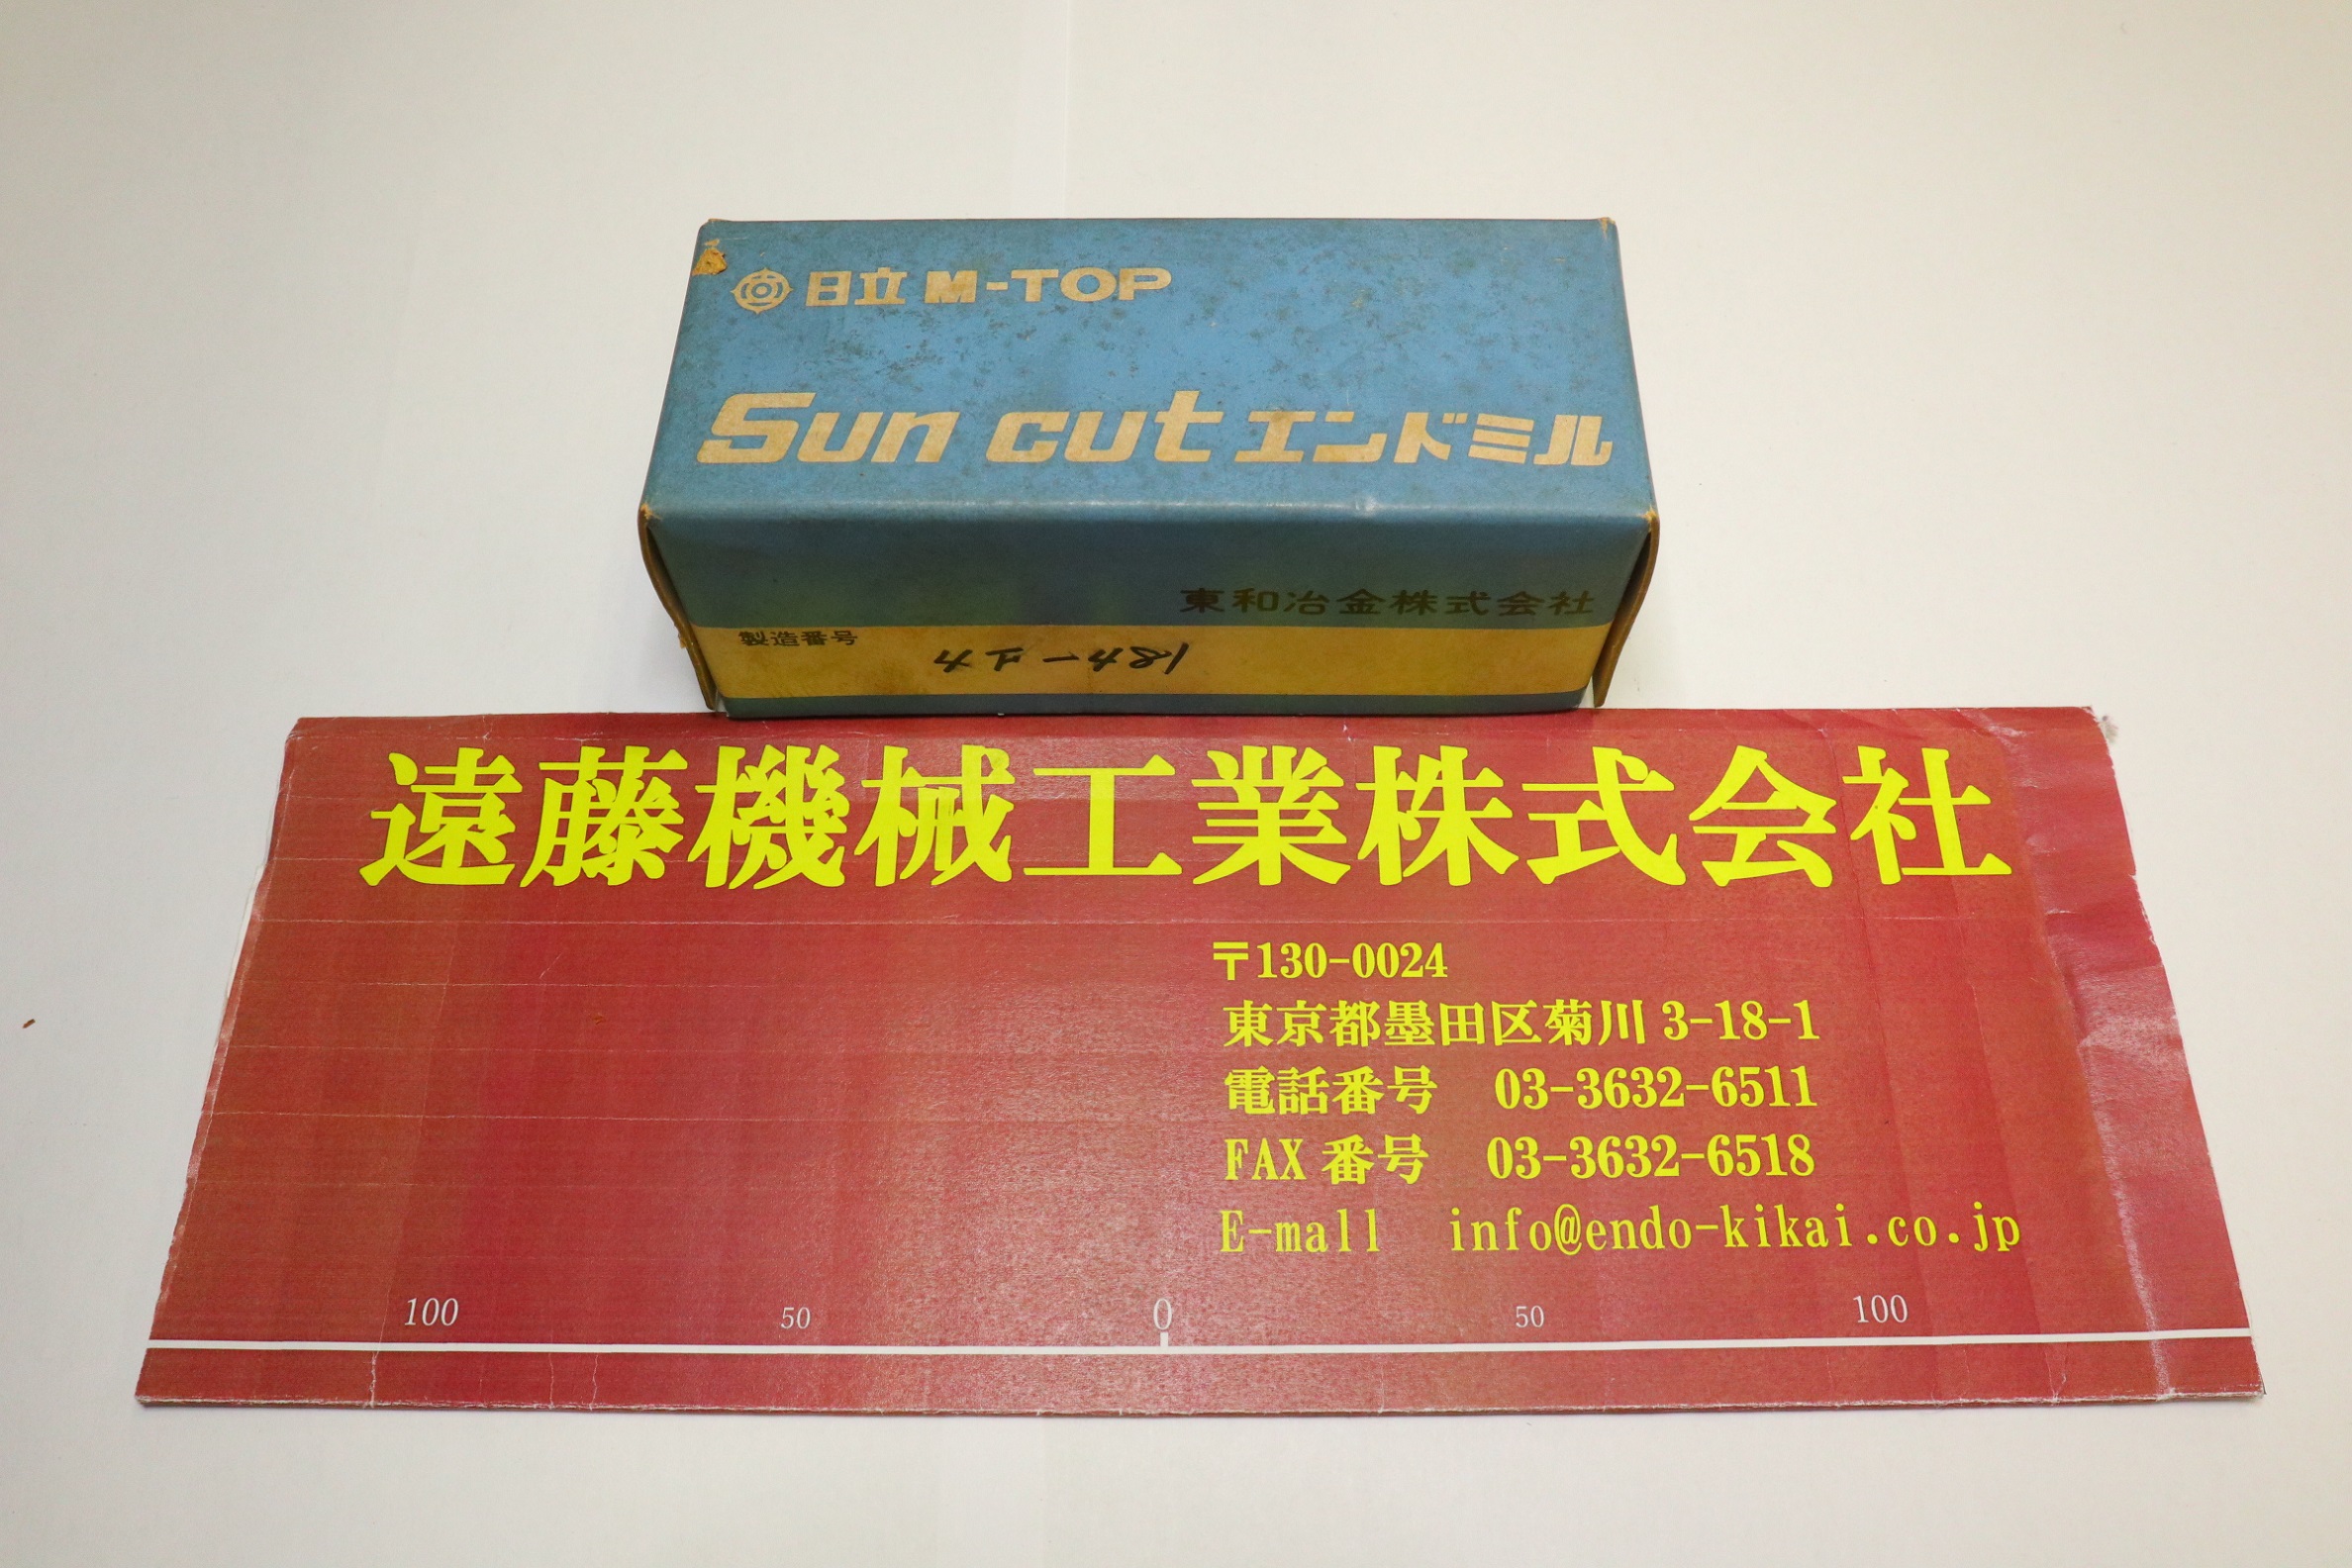 日立 M-TOP
Sun cut エンドミル
東和冶金株式会社
製造番号
遠藤機械工業株式会社
〒130-0024
東京都墨田区菊川 3-18-1
電話番号 03-3632-6511
FAX 番号 03-3632-6518
E-mall info@endo-kikai.co.jp
100 50 0 50 100